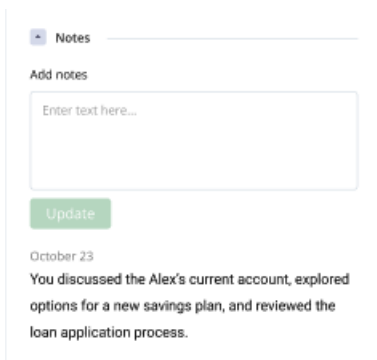 Notes
Add notes
Enter text here...
Update
October 23
You discussed the Alex's current account, explored
options for a new savings plan, and reviewed the
loan application process.